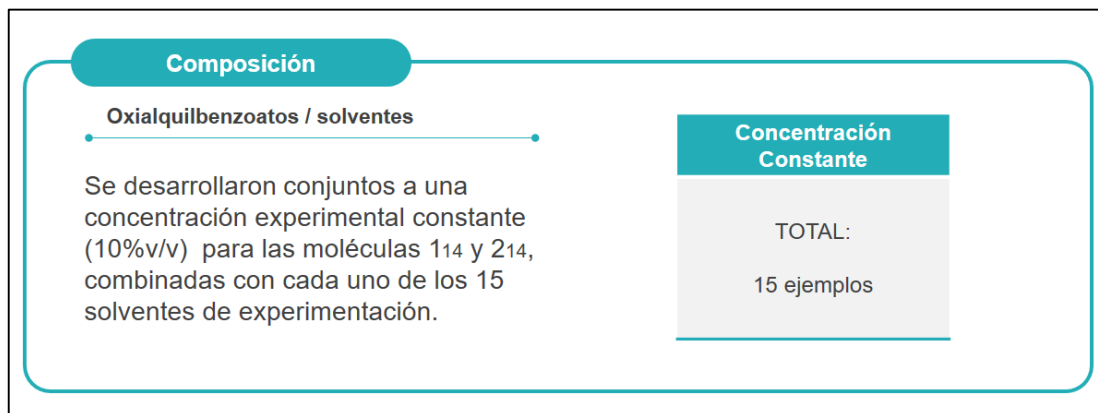 Composición
Oxialquilbenzoatos / solventes
Se desarrollaron conjuntos a una
concentración experimental constante
(10%v/v)  para las moléculas 114 y 214,
combinadas con cada uno de los 15
solventes de experimentación.
Concentración
Constante
TOTAL:
15 ejemplos